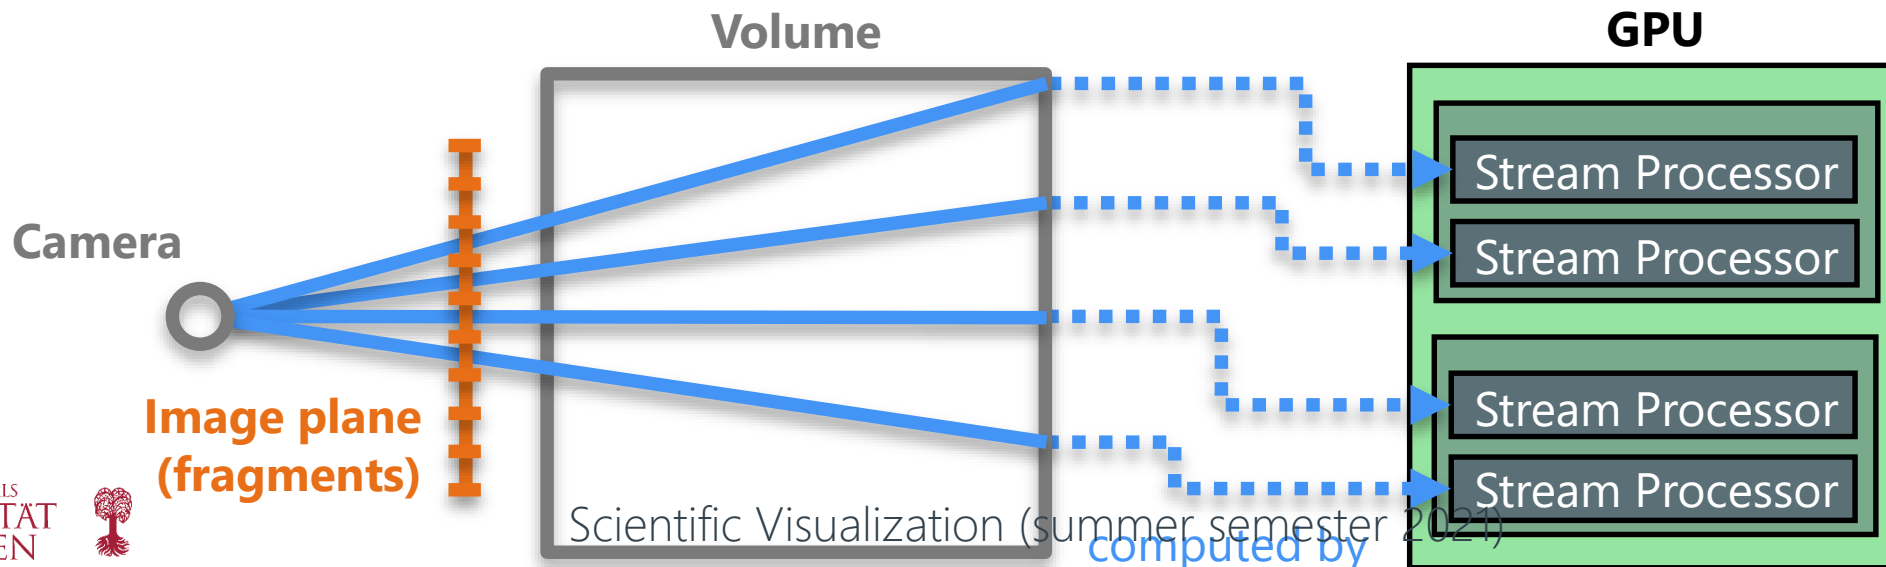 Volume
GPU
Stream Processor
Camera
Stream Processor
Image plane
(fragments)
Stream Processor
Stream Processor
Scientific Visualization (summer semester 2021)
computed by